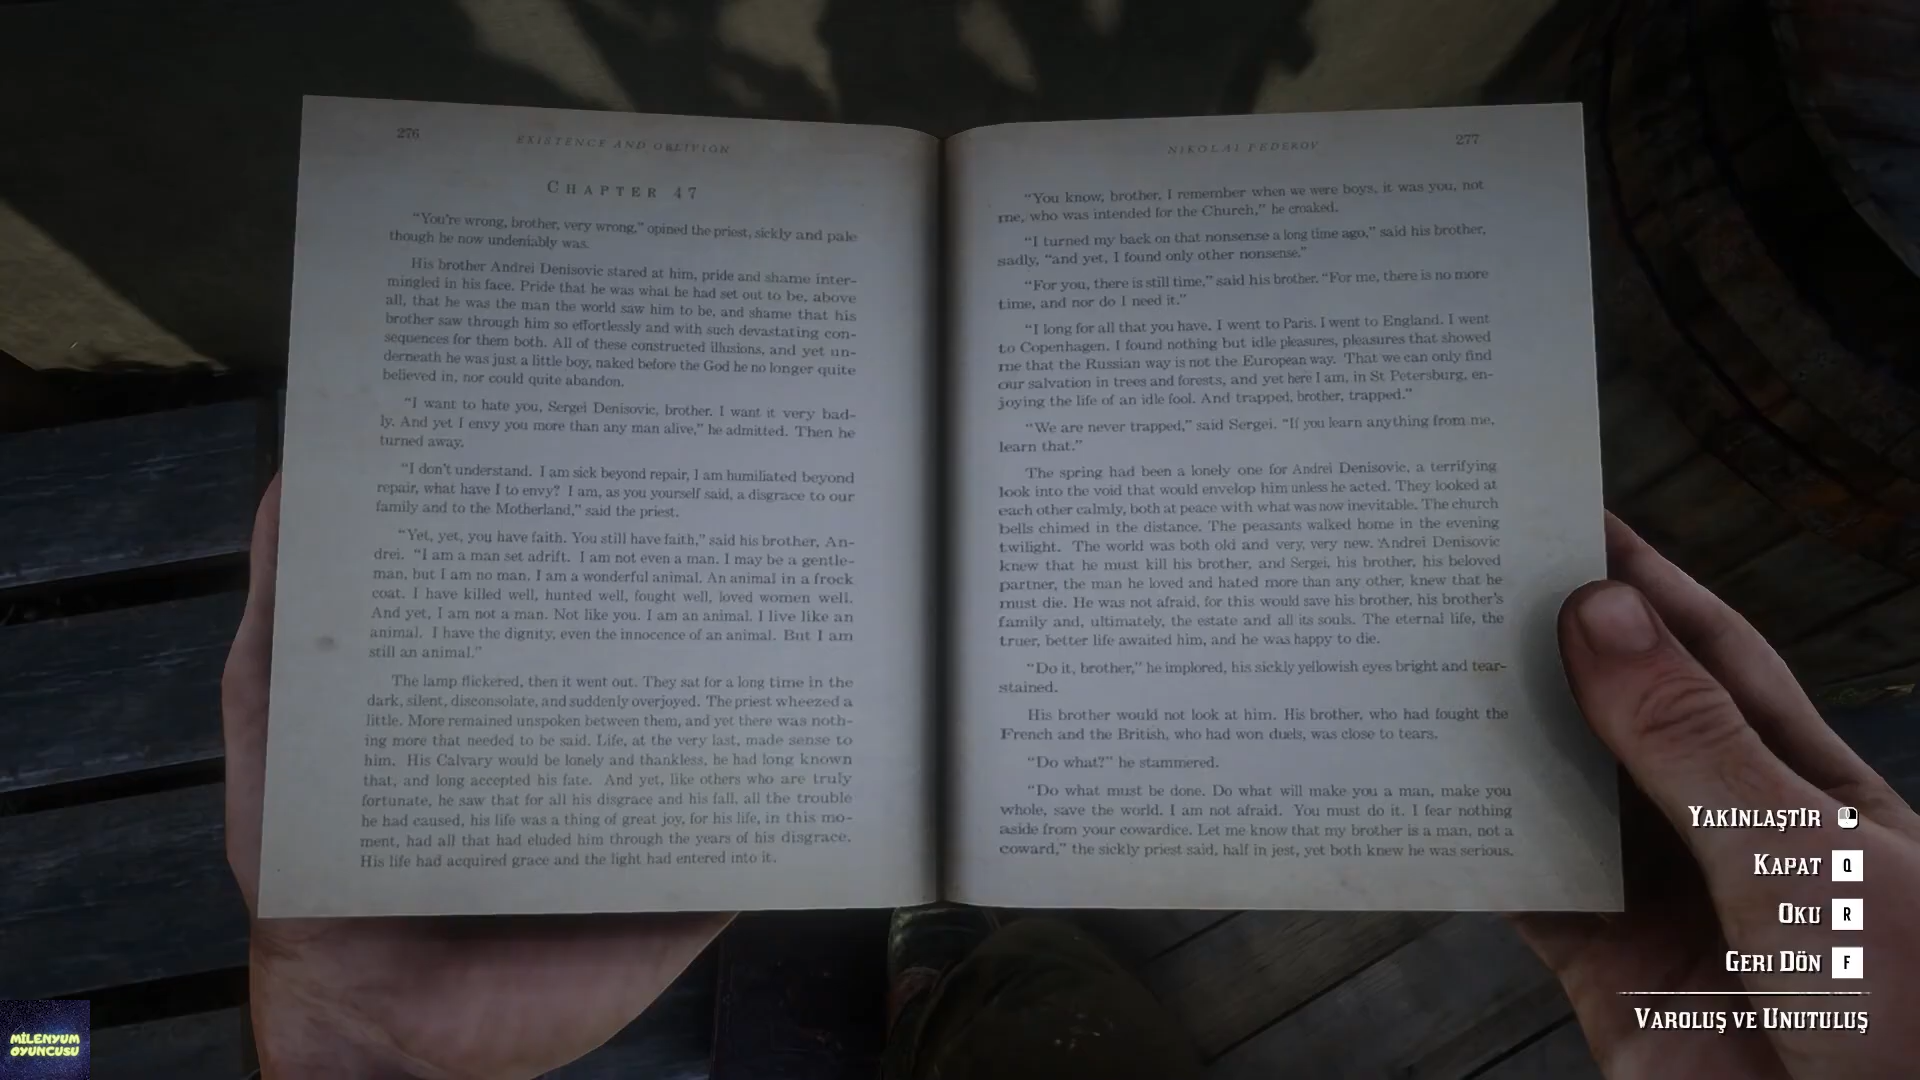 276
EXISTENCE AND OBLIVION
CHAPTER 47
"You're wrong, brother, very wrong," opined the priest, sickly and pale
though he now undeniably was.
His brother Andrei Denisovic stared at him, pride and shame inter-
mingled in his face. Pride that he was what he had set out to be, above
all, that he was the man the world saw him to be, and shame that his
brother saw through him so effortlessly and with such devastating con-
sequences for them both. All of these constructed illusions, and yet un-
derneath he was just a little boy, naked before the God he no longer quite
believed in, nor could quite abandon.
"I want to hate you, Sergei Denisovic, brother. I want it very bad-
ly. And yet I envy you more than any man alive," he admitted. Then he
turned away.
"I don't understand. I am sick beyond repair, I am humiliated beyond
repair, what have I to envy? I am, as you yourself said, a disgrace to our
family and to the Motherland," said the priest.
"Yet, yet, you have faith. You still have faith," said his brother, An-
drei. "I am a man set adrift. I am not even a man. I may be a gentle-
man, but I am no man. I am a wonderful animal. An animal in a frock
coat. I have killed well, hunted well, fought well, loved women well.
And yet, I am not a man. Not like you. I am an animal. I live like an
animal. I have the dignity, even the innocence of an animal. But I am
still an animal."
The lamp flickered, then it went out. They sat for a long time in the
dark, silent, disconsolate, and suddenly overjoyed. The priest wheezed a
little. More remained unspoken between them, and yet there was noth-
ing more that needed to be said. Life, at the very last, made sense to
him. His Calvary would be lonely and thankless, he had long known
that, and long accepted his fate. And yet, like others who are truly
fortunate, he saw that for all his disgrace and his fall, all the trouble
he had caused, his life was a thing of great joy, for his life, in this mo-
ment, had all that had eluded him through the years of his disgrace.
His life had acquired grace and the light had entered into it.
NIKOLAI FEDEROV
277
"You know, brother, I remember when we were boys, it was you, not
me, who was intended for the Church," he croaked.
"I turned my back on that nonsense a long time ago," said his brother,
sadly, "and yet, I found only other nonsense."
"For you, there is still time," said his brother. "For me, there is no more
time, and nor do I need it."
"I long for all that you have. I went to Paris. I went to England. I went
to Copenhagen. I found nothing but idle pleasures, pleasures that showed
me that the Russian way is not the European way. That we can only find
our salvation in trees and forests, and yet here I am, in St Petersburg, en-
joying the life of an idle fool. And trapped, brother, trapped."
"We are never trapped," said Sergei. "If you learn anything from me,
learn that."
The spring had been a lonely one for Andrei Denisovic, a terrifying
look into the void that would envelop him unless he acted. They looked at
each other calmly, both at peace with what was now inevitable. The church
bells chimed in the distance. The peasants walked home in the evening
twilight. The world was both old and very, very new. Andrei Denisovic
knew that he must kill his brother, and Sergei, his brother, his beloved
partner, the man he loved and hated more than any other, knew that he
must die. He was not afraid, for this would save his brother, his brother's
family and, ultimately, the estate and all its souls. The eternal life, the
truer, better life awaited him, and he was happy to die.
"Do it, brother," he implored, his sickly yellowish eyes bright and tear-
stained.
His brother would not look at him. His brother, who had fought the
French and the British, who had won duels, was close to tears.
"Do what?" he stammered.
"Do what must be done. Do what will make you a man, make you
whole, save the world. I am not afraid. You must do it. I fear nothing
aside from your cowardice. Let me know that my brother is a man, not a
coward," the sickly priest said, half in jest, yet both knew he was serious.
YAKINLAŞTIR
KAPAT Q
OKU R
GERI DÖN F
VAROLUŞ VE UNUTULUŞ
MİLENYUM
OYUNCUSU